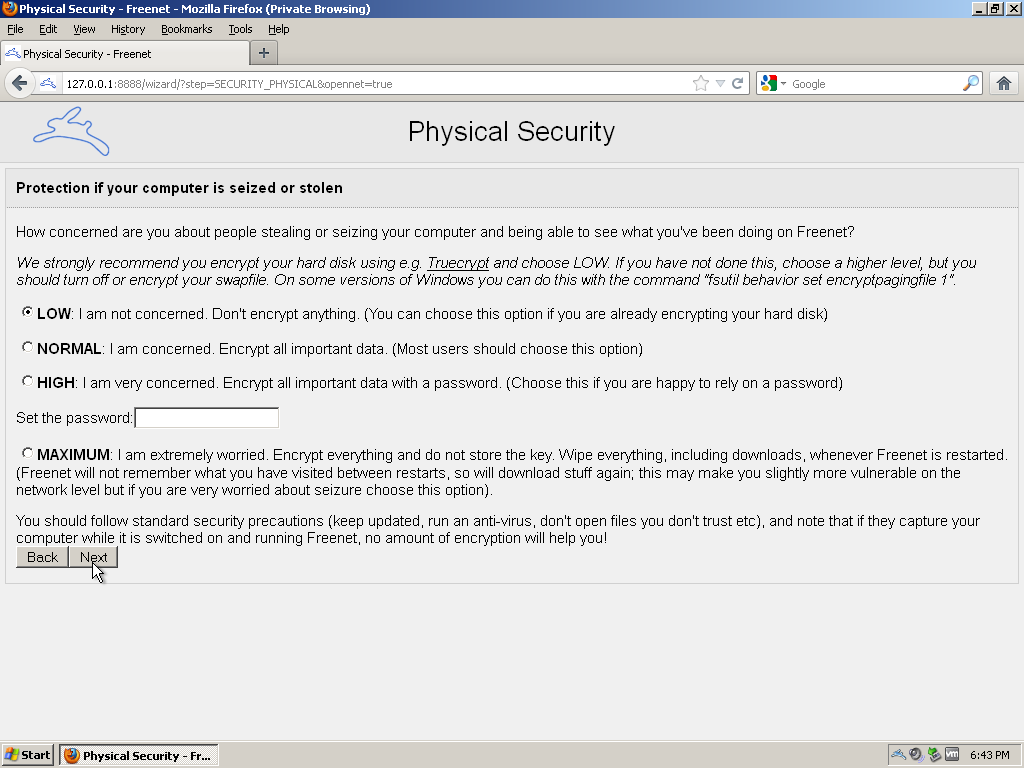 Physical Security - Freenet - Mozilla Firefox (Private Browsing)
File Edit View History Bookmarks Tools Help
Physical Security - Freenet
127.0.0.1:8888/wizard/?step=SECURITY_PHYSICAL&opennet=true
Google
Physical Security
Protection if your computer is seized or stolen
How concerned are you about people stealing or seizing your computer and being able to see what you've been doing on Freenet?
We strongly recommend you encrypt your hard disk using e.g. Truecrypt and choose LOW. If you have not done this, choose a higher level, but you
should turn off or encrypt your swapfile. On some versions of Windows you can do this with the command "fsutil behavior set encryptpagingfile 1".
LOW: I am not concerned. Don't encrypt anything. (You can choose this option if you are already encrypting your hard disk)
NORMAL: I am concerned. Encrypt all important data. (Most users should choose this option)
HIGH: I am very concerned. Encrypt all important data with a password. (Choose this if you are happy to rely on a password)
Set the password:
MAXIMUM: I am extremely worried. Encrypt everything and do not store the key. Wipe everything, including downloads, whenever Freenet is restarted.
(Freenet will not remember what you have visited between restarts, so will download stuff again; this may make you slightly more vulnerable on the
network level but if you are very worried about seizure choose this option).
You should follow standard security precautions (keep updated, run an anti-virus, don't open files you don't trust etc), and note that if they capture your
computer while it is switched on and running Freenet, no amount of encryption will help you!
Back Next
Start Physical Security - Fr... vm 6:43 PM